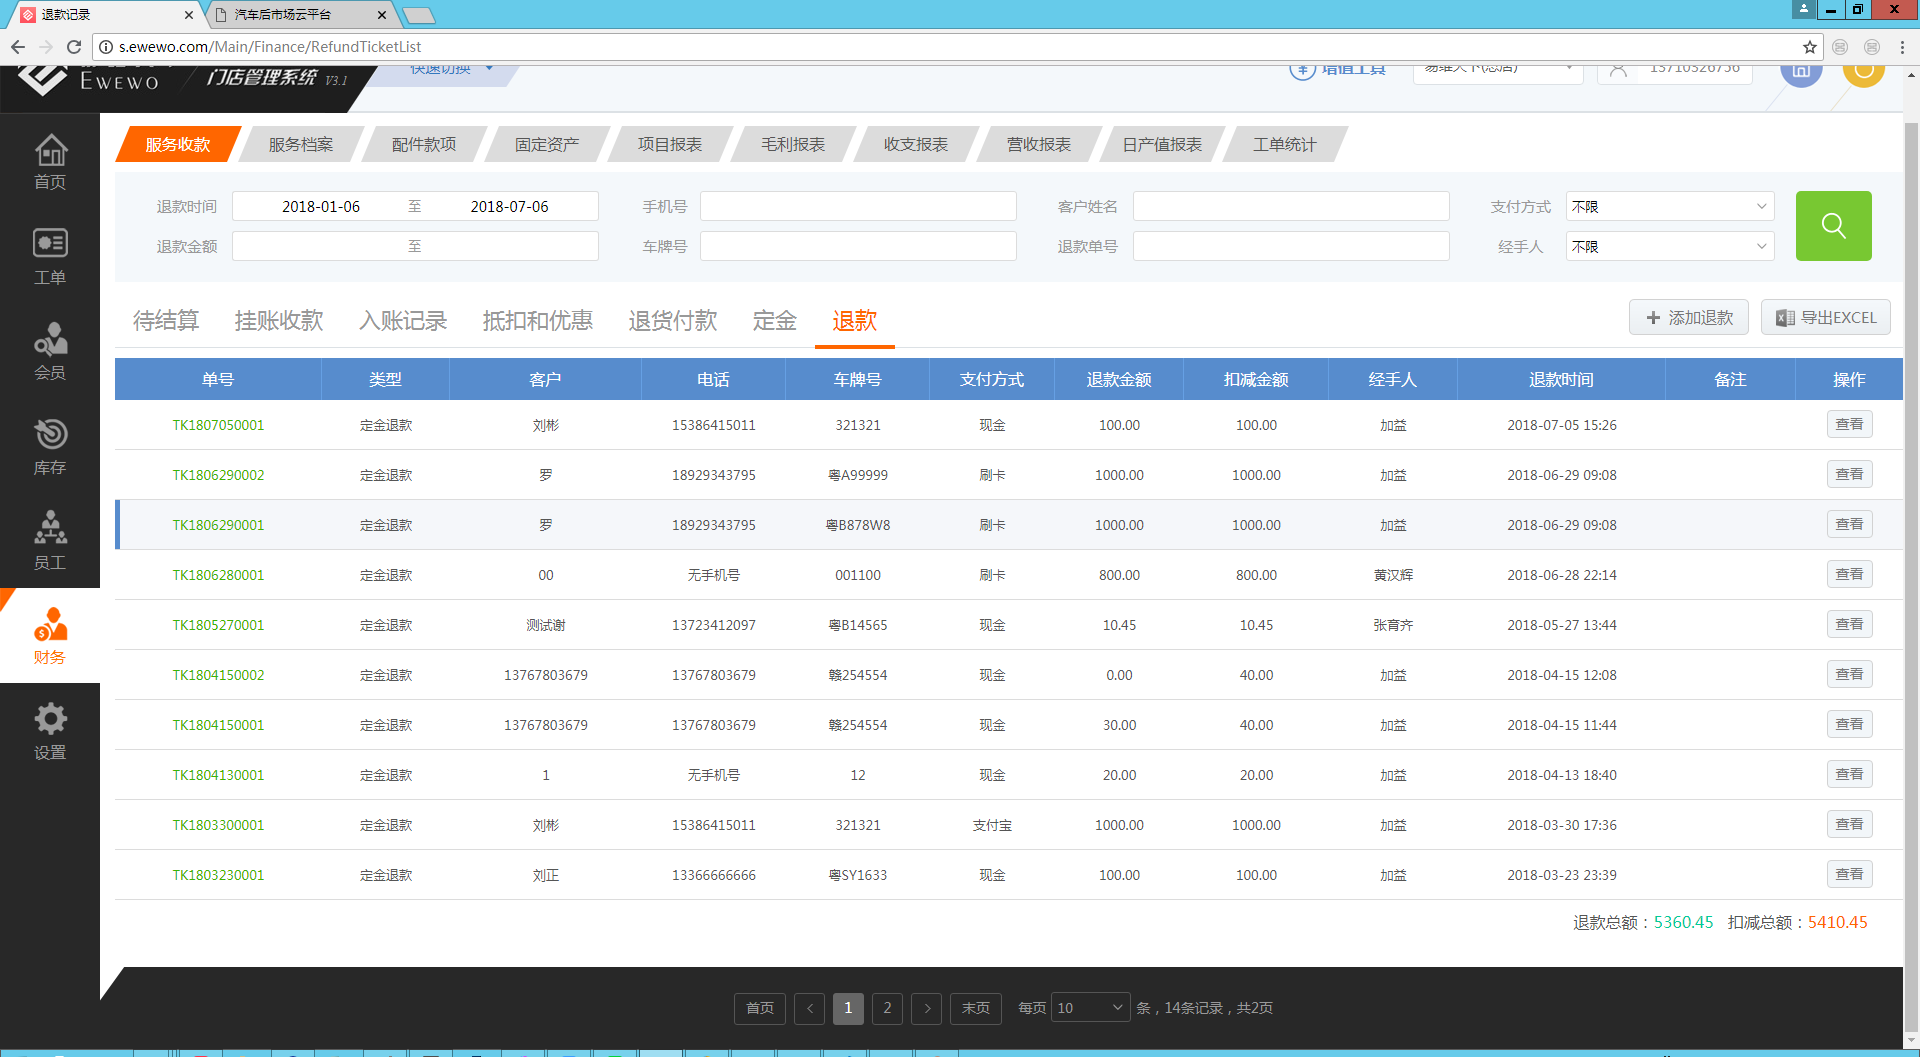 退款记录
汽车后市场云平台
s.ewewo.com/Main/Finance/RefundTicketList
EWEWO
门店管理系统 V3.1
快速切换
增值工具
易维天下(总店)
13710326756
首页
工单
会员
库存
员工
财务
设置
服务收款 服务档案 配件款项 固定资产 项目报表 毛利报表 收支报表 营收报表 日产值报表 工单统计
退款时间 2018-01-06 至 2018-07-06 手机号 客户姓名 支付方式 不限
退款金额 至 车牌号 退款单号 经手人 不限
待结算 挂账收款 入账记录 抵扣和优惠 退货付款 定金 退款 添加退款 导出EXCEL
单号 类型 客户 电话 车牌号 支付方式 退款金额 扣减金额 经手人 退款时间 备注 操作
TK1807050001 定金退款 刘彬 15386415011 321321 现金 100.00 100.00 加益 2018-07-05 15:26 查看
TK1806290002 定金退款 罗 18929343795 粤A99999 刷卡 1000.00 1000.00 加益 2018-06-29 09:08 查看
TK1806290001 定金退款 罗 18929343795 粤B878W8 刷卡 1000.00 1000.00 加益 2018-06-29 09:08 查看
TK1806280001 定金退款 00 无手机号 001100 刷卡 800.00 800.00 黄汉辉 2018-06-28 22:14 查看
TK1805270001 定金退款 测试谢 13723412097 粤B14565 现金 10.45 10.45 张育齐 2018-05-27 13:44 查看
TK1804150002 定金退款 13767803679 13767803679 赣254554 现金 0.00 40.00 加益 2018-04-15 12:08 查看
TK1804150001 定金退款 13767803679 13767803679 赣254554 现金 30.00 40.00 加益 2018-04-15 11:44 查看
TK1804130001 定金退款 1 无手机号 12 现金 20.00 20.00 加益 2018-04-13 18:40 查看
TK1803300001 定金退款 刘彬 15386415011 321321 支付宝 1000.00 1000.00 加益 2018-03-30 17:36 查看
TK1803230001 定金退款 刘正 13366666666 粤SY1633 现金 100.00 100.00 加益 2018-03-23 23:39 查看
退款总额：5360.45 扣减总额：5410.45
首页 < 1 2 > 末页 每页 10 条，14条记录，共2页